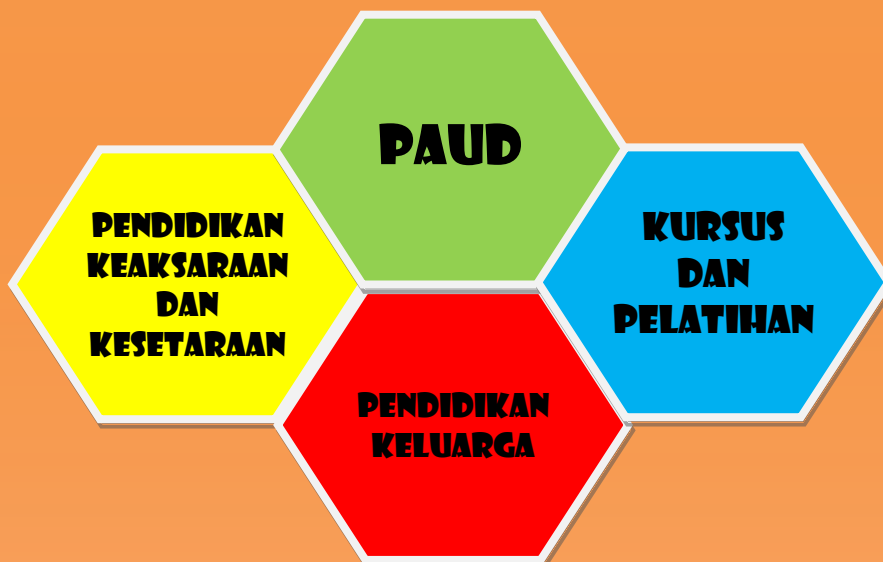 PAUD
PENDIDIKAN
KEAKSARAAN
DAN
KESETARAAN
KURSUS
DAN
PELATIHAN
PENDIDIKAN
KELUARGA